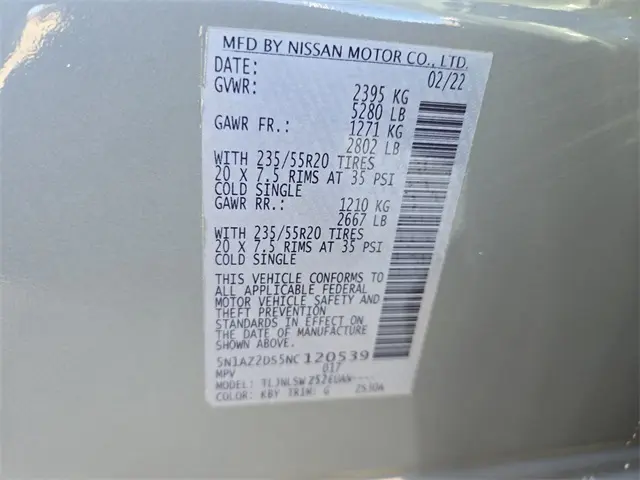 MFD BY NISSAN MOTOR CO., LTD.
DATE: 02/22
GVWR: 2395 KG
5280 LB
GAWR FR.: 1271 KG
2802 LB
WITH 235/55R20 TIRES
20 X 7.5 RIMS AT 35 PSI
COLD SINGLE
GAWR RR.: 1210 KG
2667 LB
WITH 235/55R20 TIRES
20 X 7.5 RIMS AT 35 PSI
COLD SINGLE
THIS VEHICLE CONFORMS TO
ALL APPLICABLE FEDERAL
MOTOR VEHICLE SAFETY AND
THEFT PREVENTION
STANDARDS IN EFFECT ON
THE DATE OF MANUFACTURE
SHOWN ABOVE.
5N1AZ2DS5NC120539
MPV 017
MODEL:
COLOR: KBY TRIM: G